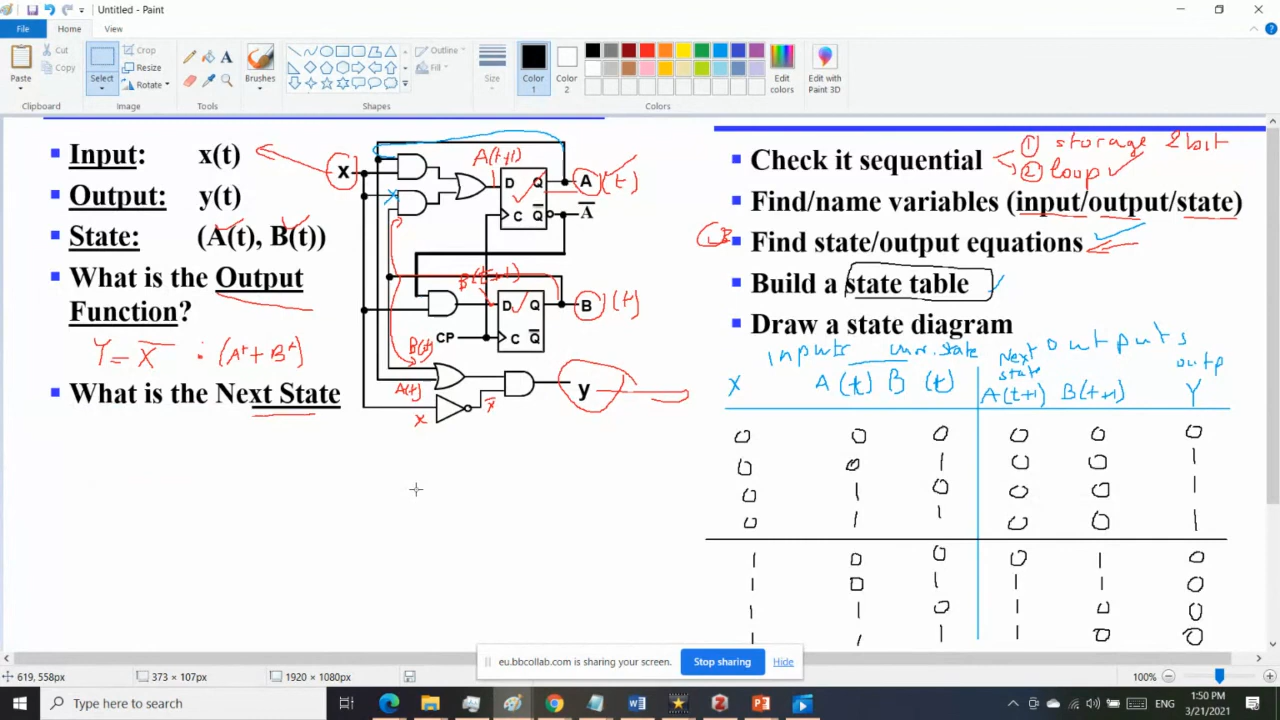 Untitled - Paint
File
Home
View
Paste
Cut
Copy
Clipboard
Select
Crop
Resize
Rotate
Image
Tools
Brushes
Shapes
Outline
Fill
Size
Color 1
Color 2
Edit colors
Colors
Edit with Paint 3D
Input: x(t)
Output: y(t)
State: (A(t), B(t))
What is the Output Function?
Y = X̅ · (A^t + B^t)
What is the Next State
X
A(t+1)
D Q
C Q̅
A (t)
A̅
X
B(t+1)
D Q
C Q̅
B (t)
CP
B(t)
A(t)
x
x̅
y
Check it sequential
① storage 2 bit
② loop
Find/name variables (input/output/state)
Find state/output equations
Build a state table
Draw a state diagram
inputs
outputs
Next state
outp
X A(t) B(t) A(t+1) B(t+1) Y
0 0 0 0 0 0
0 0 1 0 0 1
0 1 0 0 0 1
0 1 1 0 0 1
1 0 0 0 1 0
1 0 1 1 1 0
1 1 0 1 0 0
1 1 1 1 0 0
eu.bbcollab.com is sharing your screen.
Stop sharing
Hide
619, 558px
373 × 107px
1920 × 1080px
100%
Type here to search
ENG
1:50 PM
3/21/2021